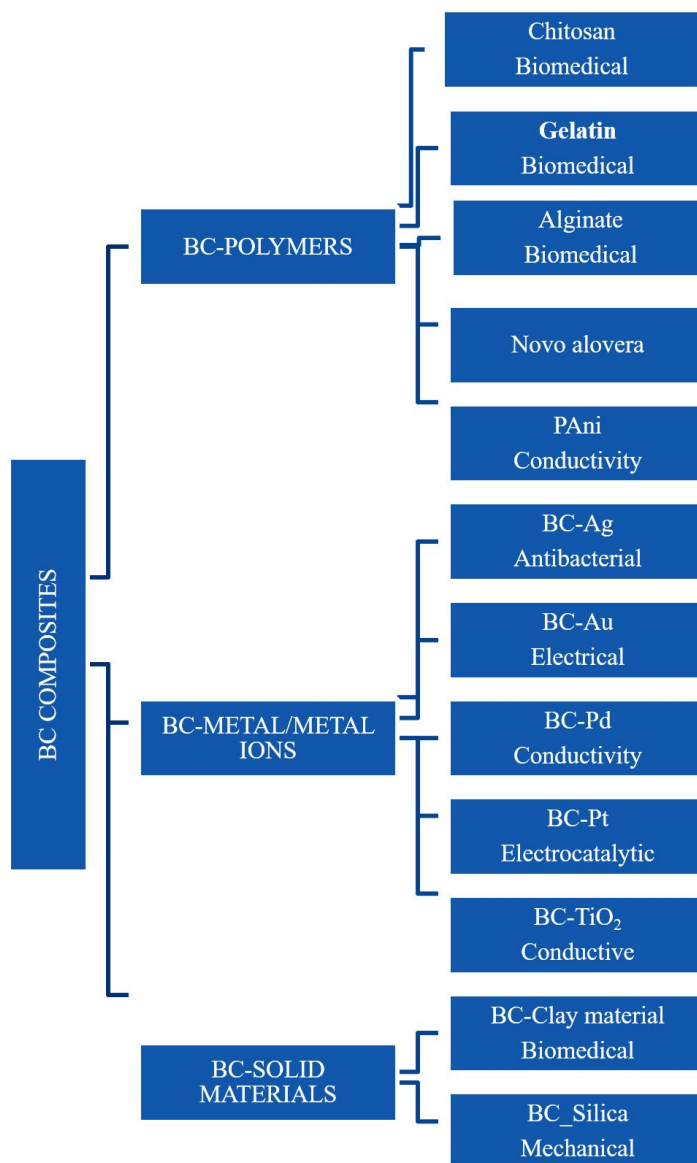 BC COMPOSITES
BC-POLYMERS
Chitosan
Biomedical
Gelatin
Biomedical
Alginate
Biomedical
Novo alovera
PAni
Conductivity
BC-METAL/METAL
IONS
BC-Ag
Antibacterial
BC-Au
Electrical
BC-Pd
Conductivity
BC-Pt
Electrocatalytic
BC-TiO₂
Conductive
BC-SOLID
MATERIALS
BC-Clay material
Biomedical
BC_Silica
Mechanical